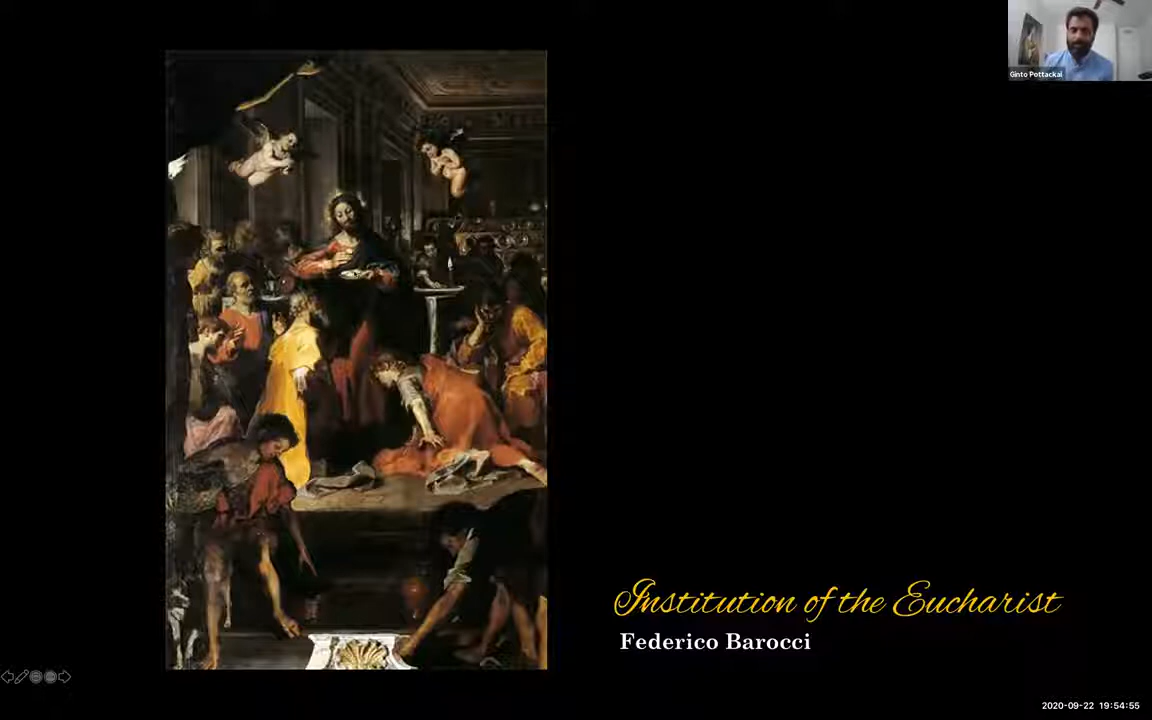 Ginto Pottackal
Institution of the Eucharist
Federico Barocci
2020-09-22 19:54:55